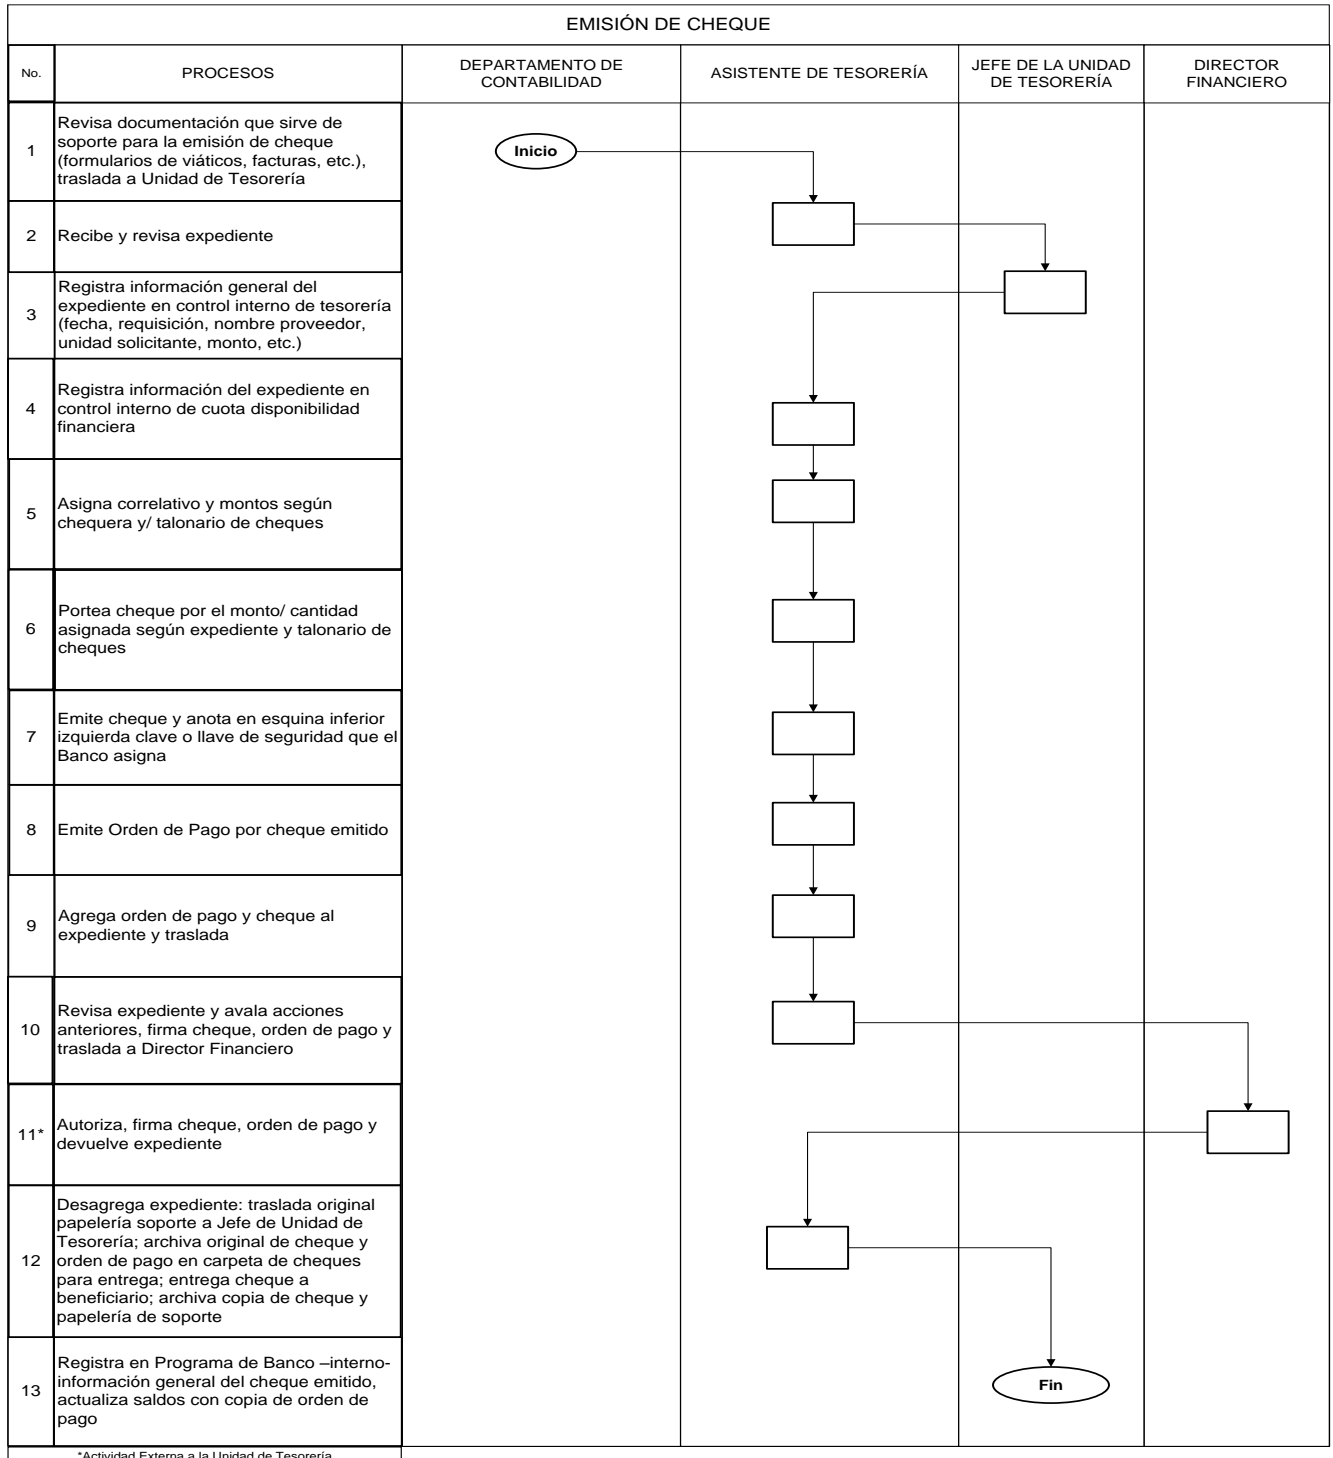 EMISIÓN DE CHEQUE
No.
PROCESOS
DEPARTAMENTO DE
CONTABILIDAD
ASISTENTE DE TESORERÍA
JEFE DE LA UNIDAD
DE TESORERÍA
DIRECTOR
FINANCIERO
1
Revisa documentación que sirve de
soporte para la emisión de cheque
(formularios de viáticos, facturas, etc.),
traslada a Unidad de Tesorería
Inicio
2
Recibe y revisa expediente
3
Registra información general del
expediente en control interno de tesorería
(fecha, requisición, nombre proveedor,
unidad solicitante, monto, etc.)
4
Registra información del expediente en
control interno de cuota disponibilidad
financiera
5
Asigna correlativo y montos según
chequera y/ talonario de cheques
6
Portea cheque por el monto/ cantidad
asignada según expediente y talonario de
cheques
7
Emite cheque y anota en esquina inferior
izquierda clave o llave de seguridad que el
Banco asigna
8
Emite Orden de Pago por cheque emitido
9
Agrega orden de pago y cheque al
expediente y traslada
10
Revisa expediente y avala acciones
anteriores, firma cheque, orden de pago y
traslada a Director Financiero
11*
Autoriza, firma cheque, orden de pago y
devuelve expediente
12
Desagrega expediente: traslada original
papelería soporte a Jefe de Unidad de
Tesorería; archiva original de cheque y
orden de pago en carpeta de cheques
para entrega; entrega cheque a
beneficiario; archiva copia de cheque y
papelería de soporte
13
Registra en Programa de Banco –interno-
información general del cheque emitido,
actualiza saldos con copia de orden de
pago
Fin
*Actividad Externa a la Unidad de Tesorería